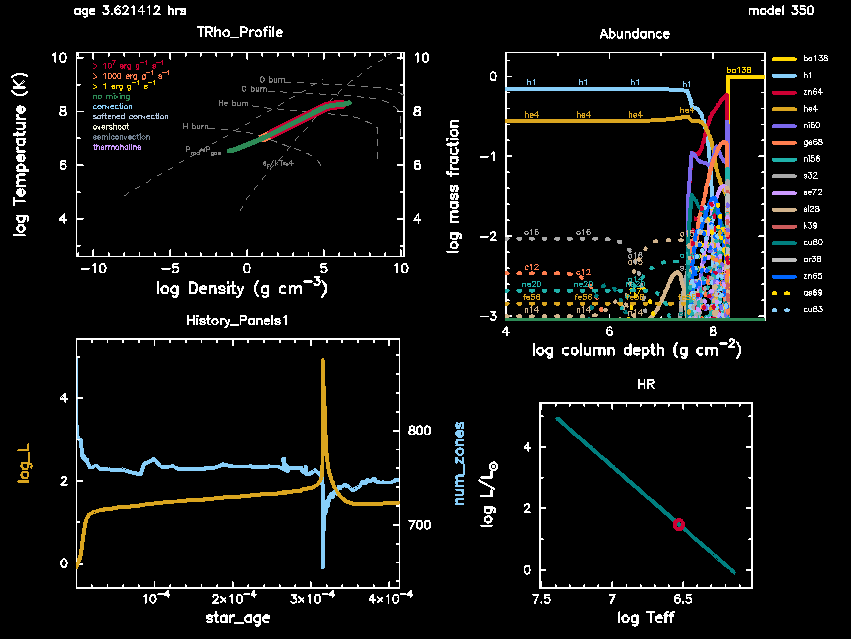 age 3.621412 hrs
model 350
TRho_Profile
> 10⁷ erg g⁻¹ s⁻¹
> 1000 erg g⁻¹ s⁻¹
> 1 erg g⁻¹ s⁻¹
no mixing
convection
softened convection
overshoot
semiconvection
thermohaline
O burn
C burn
He burn
H burn
10
8
6
4
10
8
6
4
−10
−5
0
5
10
log Temperature (K)
log Density (g cm⁻³)
Abundance
ba138
h1
h1
h1
h1
he4
he4
he4
he4
o16
o16
c12
c12
ne20
ne20
fe56
fe56
n14
n14
0
−1
−2
−3
4
6
8
log mass fraction
log column depth (g cm⁻²)
ba138
h1
zn64
he4
ni60
ge68
ni56
s32
se72
si28
k39
cu60
ar36
zn65
as69
cu63
History_Panels1
4
2
0
800
700
10⁻⁴
2×10⁻⁴
3×10⁻⁴
4×10⁻⁴
log_L
num_zones
star_age
HR
4
2
0
7.5
7
6.5
log L/L☉
log Teff